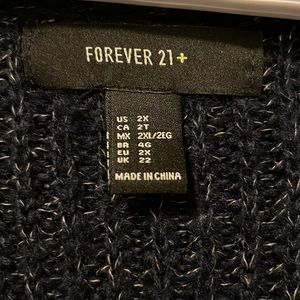 FOREVER 21+
US 2X
CA 2T
MX 2XL/2EG
BR 4G
EU 2X
UK 22
MADE IN CHINA